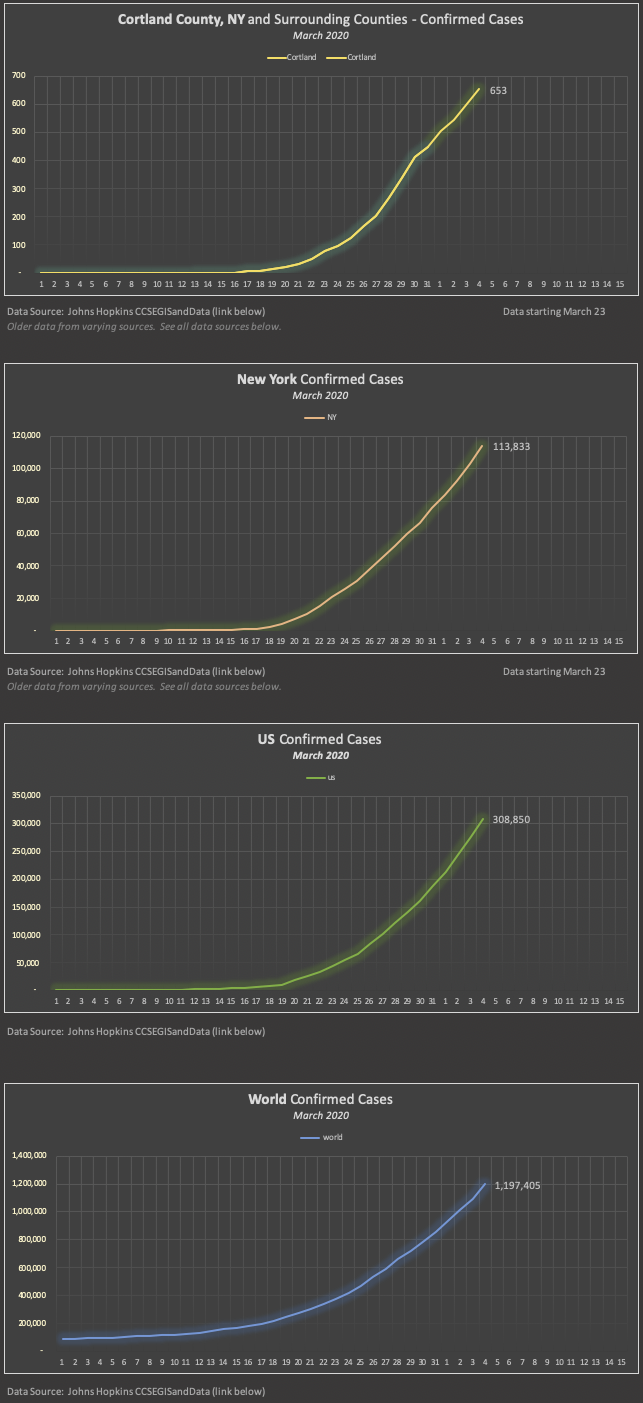 Cortland County, NY and Surrounding Counties - Confirmed Cases
March 2020
Cortland Cortland
700
600
500
400
300
200
100
-
653
1 2 3 4 5 6 7 8 9 10 11 12 13 14 15 16 17 18 19 20 21 22 23 24 25 26 27 28 29 30 31 1 2 3 4 5 6 7 8 9 10 11 12 13 14 15
Data Source: Johns Hopkins CCSEGISandData (link below) Data starting March 23
Older data from varying sources. See all data sources below.
New York Confirmed Cases
March 2020
NY
120,000
100,000
80,000
60,000
40,000
20,000
-
113,833
1 2 3 4 5 6 7 8 9 10 11 12 13 14 15 16 17 18 19 20 21 22 23 24 25 26 27 28 29 30 31 1 2 3 4 5 6 7 8 9 10 11 12 13 14 15
Data Source: Johns Hopkins CCSEGISandData (link below) Data starting March 23
Older data from varying sources. See all data sources below.
US Confirmed Cases
March 2020
US
350,000
300,000
250,000
200,000
150,000
100,000
50,000
-
308,850
1 2 3 4 5 6 7 8 9 10 11 12 13 14 15 16 17 18 19 20 21 22 23 24 25 26 27 28 29 30 31 1 2 3 4 5 6 7 8 9 10 11 12 13 14 15
Data Source: Johns Hopkins CCSEGISandData (link below)
World Confirmed Cases
March 2020
world
1,400,000
1,200,000
1,000,000
800,000
600,000
400,000
200,000
-
1,197,405
1 2 3 4 5 6 7 8 9 10 11 12 13 14 15 16 17 18 19 20 21 22 23 24 25 26 27 28 29 30 31 1 2 3 4 5 6 7 8 9 10 11 12 13 14 15
Data Source: Johns Hopkins CCSEGISandData (link below)